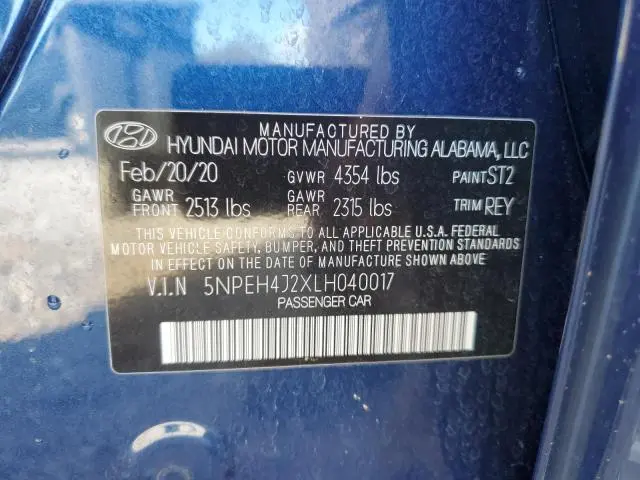 MANUFACTURED BY
HYUNDAI MOTOR MANUFACTURING ALABAMA, LLC
Feb/20/20 GVWR 4354 lbs PAINT ST2
GAWR FRONT 2513 lbs GAWR REAR 2315 lbs TRIM REY
THIS VEHICLE CONFORMS TO ALL APPLICABLE U.S.A. FEDERAL
MOTOR VEHICLE SAFETY, BUMPER, AND THEFT PREVENTION STANDARDS
IN EFFECT ON THE DATE OF MANUFACTURE SHOWN ABOVE
V.I.N 5NPEH4J2XLH040017
PASSENGER CAR